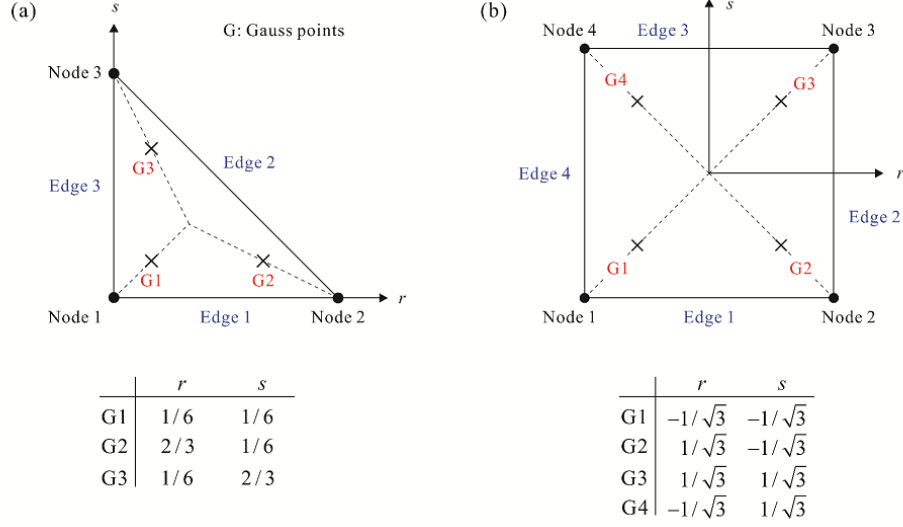 (a)
s
G: Gauss points
Node 3
G3
Edge 2
Edge 3
G1
G2
r
Node 1
Edge 1
Node 2
r s
G1 1/6 1/6
G2 2/3 1/6
G3 1/6 2/3
(b)
s
Node 4
Edge 3
Node 3
G4
G3
Edge 4
r
Edge 2
G1
G2
Node 1
Edge 1
Node 2
r s
G1 −1/√3 −1/√3
G2 1/√3 −1/√3
G3 1/√3 1/√3
G4 −1/√3 1/√3